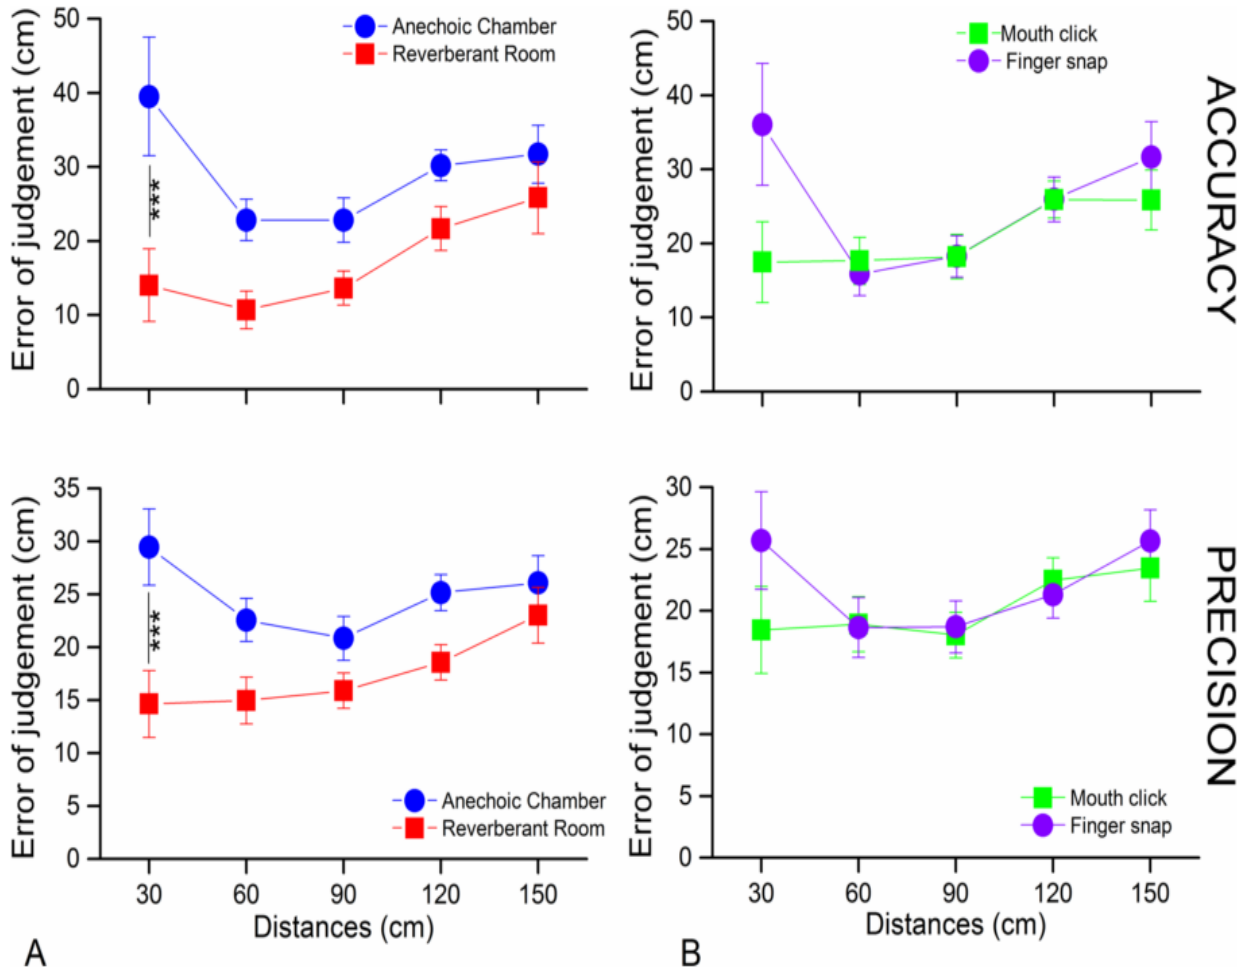 50
40
30
20
10
0
Error of judgement (cm)
Anechoic Chamber
Reverberant Room
***
50
40
30
20
10
0
Error of judgement (cm)
Mouth click
Finger snap
ACCURACY
35
30
25
20
15
10
5
0
Error of judgement (cm)
***
Anechoic Chamber
Reverberant Room
30 60 90 120 150
Distances (cm)
A
30
25
20
15
10
5
0
Error of judgement (cm)
Mouth click
Finger snap
30 60 90 120 150
Distances (cm)
B
PRECISION